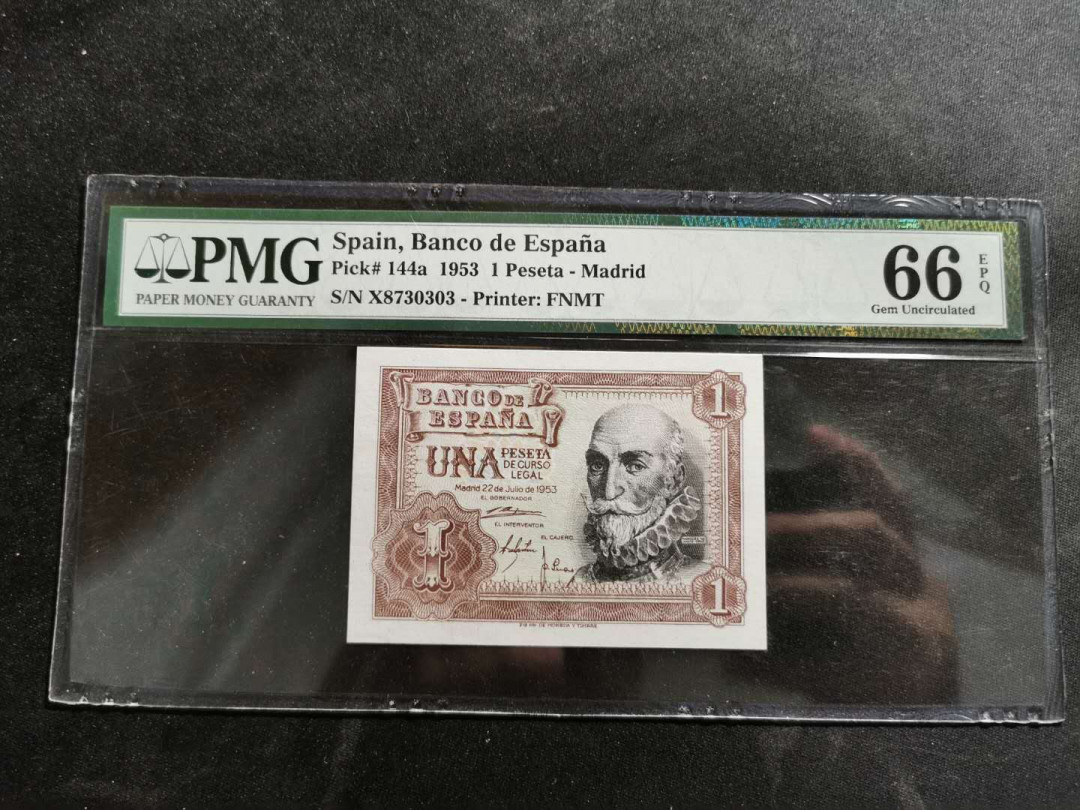 PMG
PAPER MONEY GUARANTY
Spain, Banco de España
Pick# 144a 1953 1 Peseta - Madrid
S/N X8730303 - Printer: FNMT
66
EPQ
Gem Uncirculated
BANCO DE
ESPAÑA
UNA PESETA
DE CURSO
LEGAL
Madrid 22 de Julio de 1953
EL GOBERNADOR
EL INTERVENTOR
EL CAJERO
1
1
1